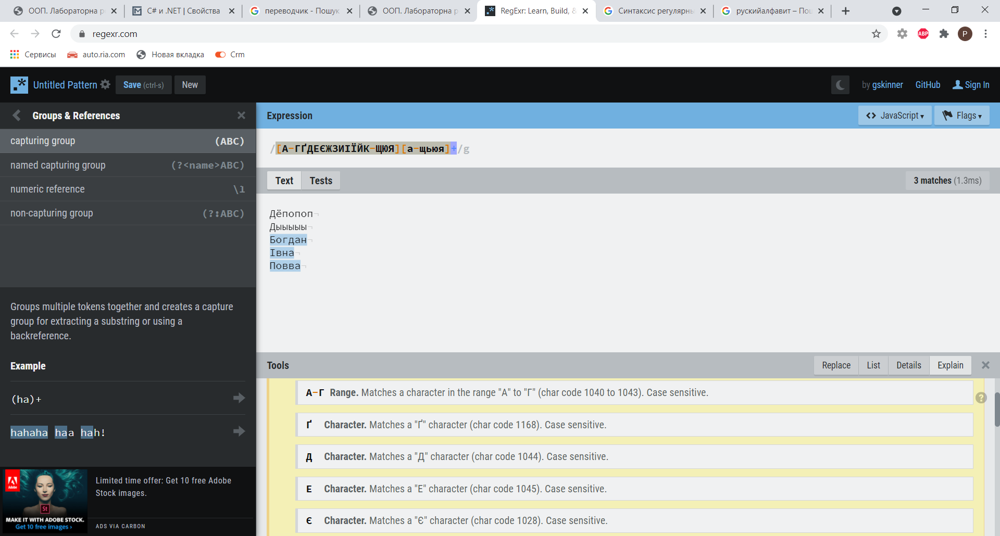 ООП. Лабораторна р
C# и .NET | Свойства
переводчик - Пошук
ООП. Лабораторна р
RegExr: Learn, Build, &
Синтаксис регулярнь
рускийалфавит – Пош
regexr.com
ABP
P
Сервисы
auto.ria.com
Новая вкладка
Crm
Untitled Pattern
Save (ctrl-s)
New
by gskinner
GitHub
Sign In
Groups & References
capturing group (ABC)
named capturing group (?<name>ABC)
numeric reference \1
non-capturing group (?:ABC)
Groups multiple tokens together and creates a capture
group for extracting a substring or using a
backreference.
Example
(ha)+
hahaha haa hah!
Adobe
St
MAKE IT WITH ADOBE STOCK.
Get 10 free images ›
Limited time offer: Get 10 free Adobe
Stock images.
ADS VIA CARBON
Expression
JavaScript
Flags
/[А-ГҐДЕЄЖЗИІЇЙК-ЩЮЯ][а-щьюя]+/g
Text
Tests
3 matches (1.3ms)
Дёпопоп
Дыыыыы
Богдан
Івна
Повва
Tools
Replace
List
Details
Explain
А-Г Range. Matches a character in the range "А" to "Г" (char code 1040 to 1043). Case sensitive.
?
Ґ Character. Matches a "Ґ" character (char code 1168). Case sensitive.
Д Character. Matches a "Д" character (char code 1044). Case sensitive.
Е Character. Matches a "Е" character (char code 1045). Case sensitive.
Є Character. Matches a "Є" character (char code 1028). Case sensitive.